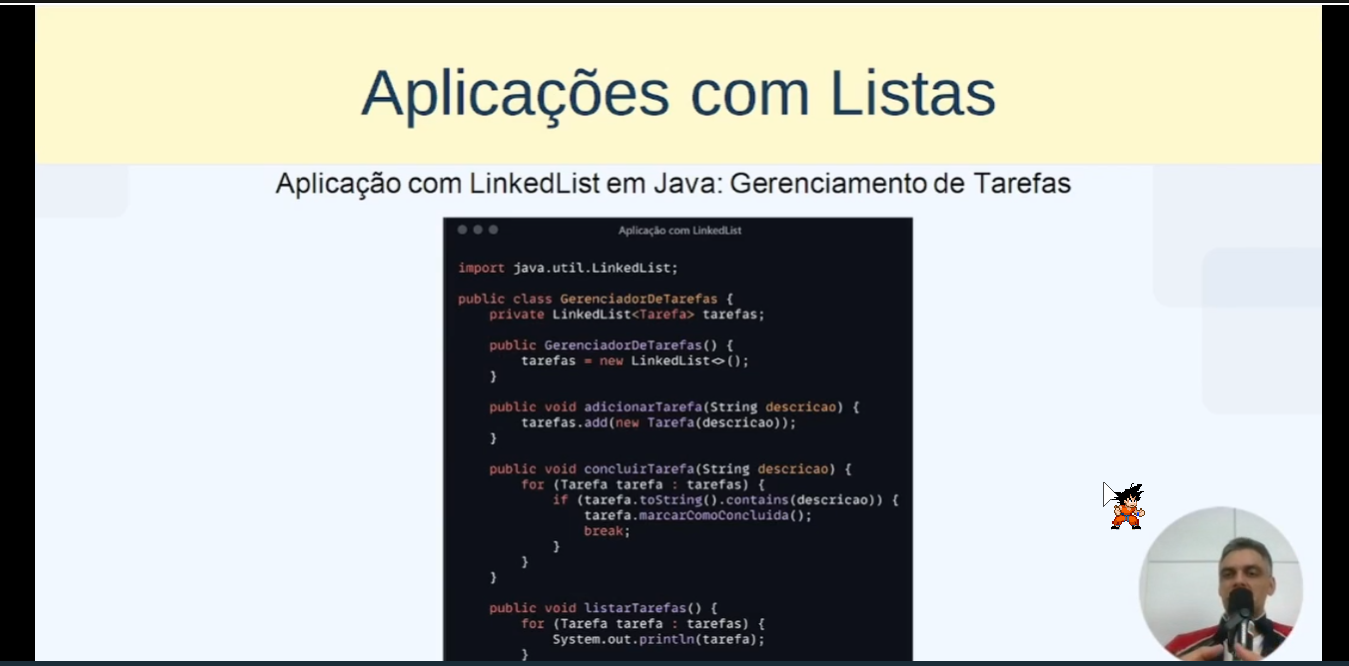 Aplicações com Listas
Aplicação com LinkedList em Java: Gerenciamento de Tarefas
Aplicação com LinkedList
import java.util.LinkedList;
public class GerenciadorDeTarefas {
    private LinkedList<Tarefa> tarefas;
    public GerenciadorDeTarefas() {
        tarefas = new LinkedList<>();
    }
    public void adicionarTarefa(String descricao) {
        tarefas.add(new Tarefa(descricao));
    }
    public void concluirTarefa(String descricao) {
        for (Tarefa tarefa : tarefas) {
            if (tarefa.toString().contains(descricao)) {
                tarefa.marcarComoConcluida();
                break;
            }
        }
    }
    public void listarTarefas() {
        for (Tarefa tarefa : tarefas) {
            System.out.println(tarefa);
        }